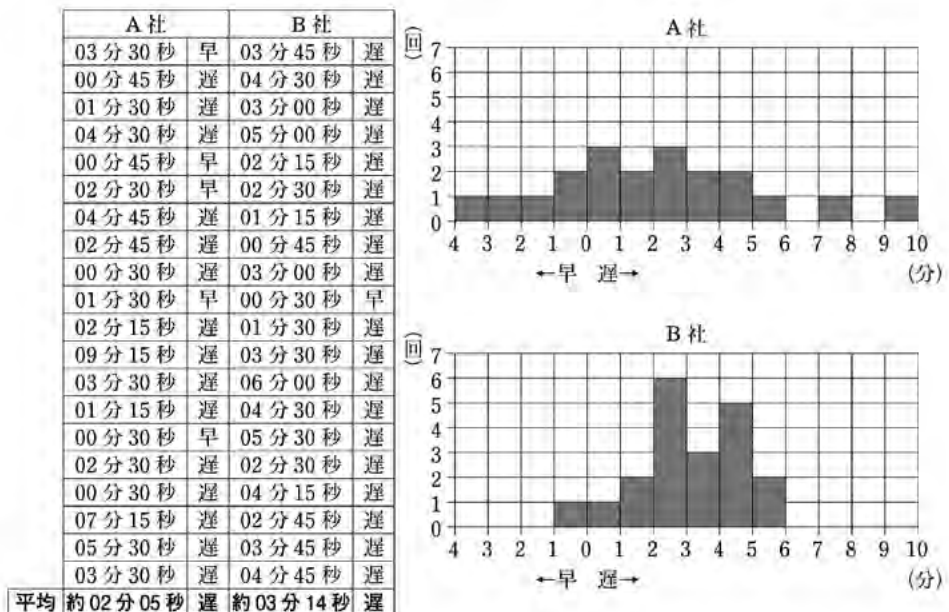 A社 B社
03分30秒 早 03分45秒 遅
00分45秒 遅 04分30秒 遅
01分30秒 遅 03分00秒 遅
04分30秒 遅 05分00秒 遅
00分45秒 早 02分15秒 遅
02分30秒 早 02分30秒 遅
04分45秒 遅 01分15秒 遅
02分45秒 遅 00分45秒 遅
00分30秒 遅 03分00秒 遅
01分30秒 早 00分30秒 早
02分15秒 遅 01分30秒 遅
09分15秒 遅 03分30秒 遅
03分30秒 遅 06分00秒 遅
01分15秒 遅 04分30秒 遅
00分30秒 早 05分30秒 遅
02分30秒 遅 02分30秒 遅
00分30秒 遅 04分15秒 遅
07分15秒 遅 02分45秒 遅
05分30秒 遅 03分45秒 遅
03分30秒 遅 04分45秒 遅
平均 約02分05秒 遅 約03分14秒 遅
A社
(回)
7
6
5
4
3
2
1
0
4 3 2 1 0 1 2 3 4 5 6 7 8 9 10
←早 遅→ (分)
B社
(回)
7
6
5
4
3
2
1
0
4 3 2 1 0 1 2 3 4 5 6 7 8 9 10
←早 遅→ (分)